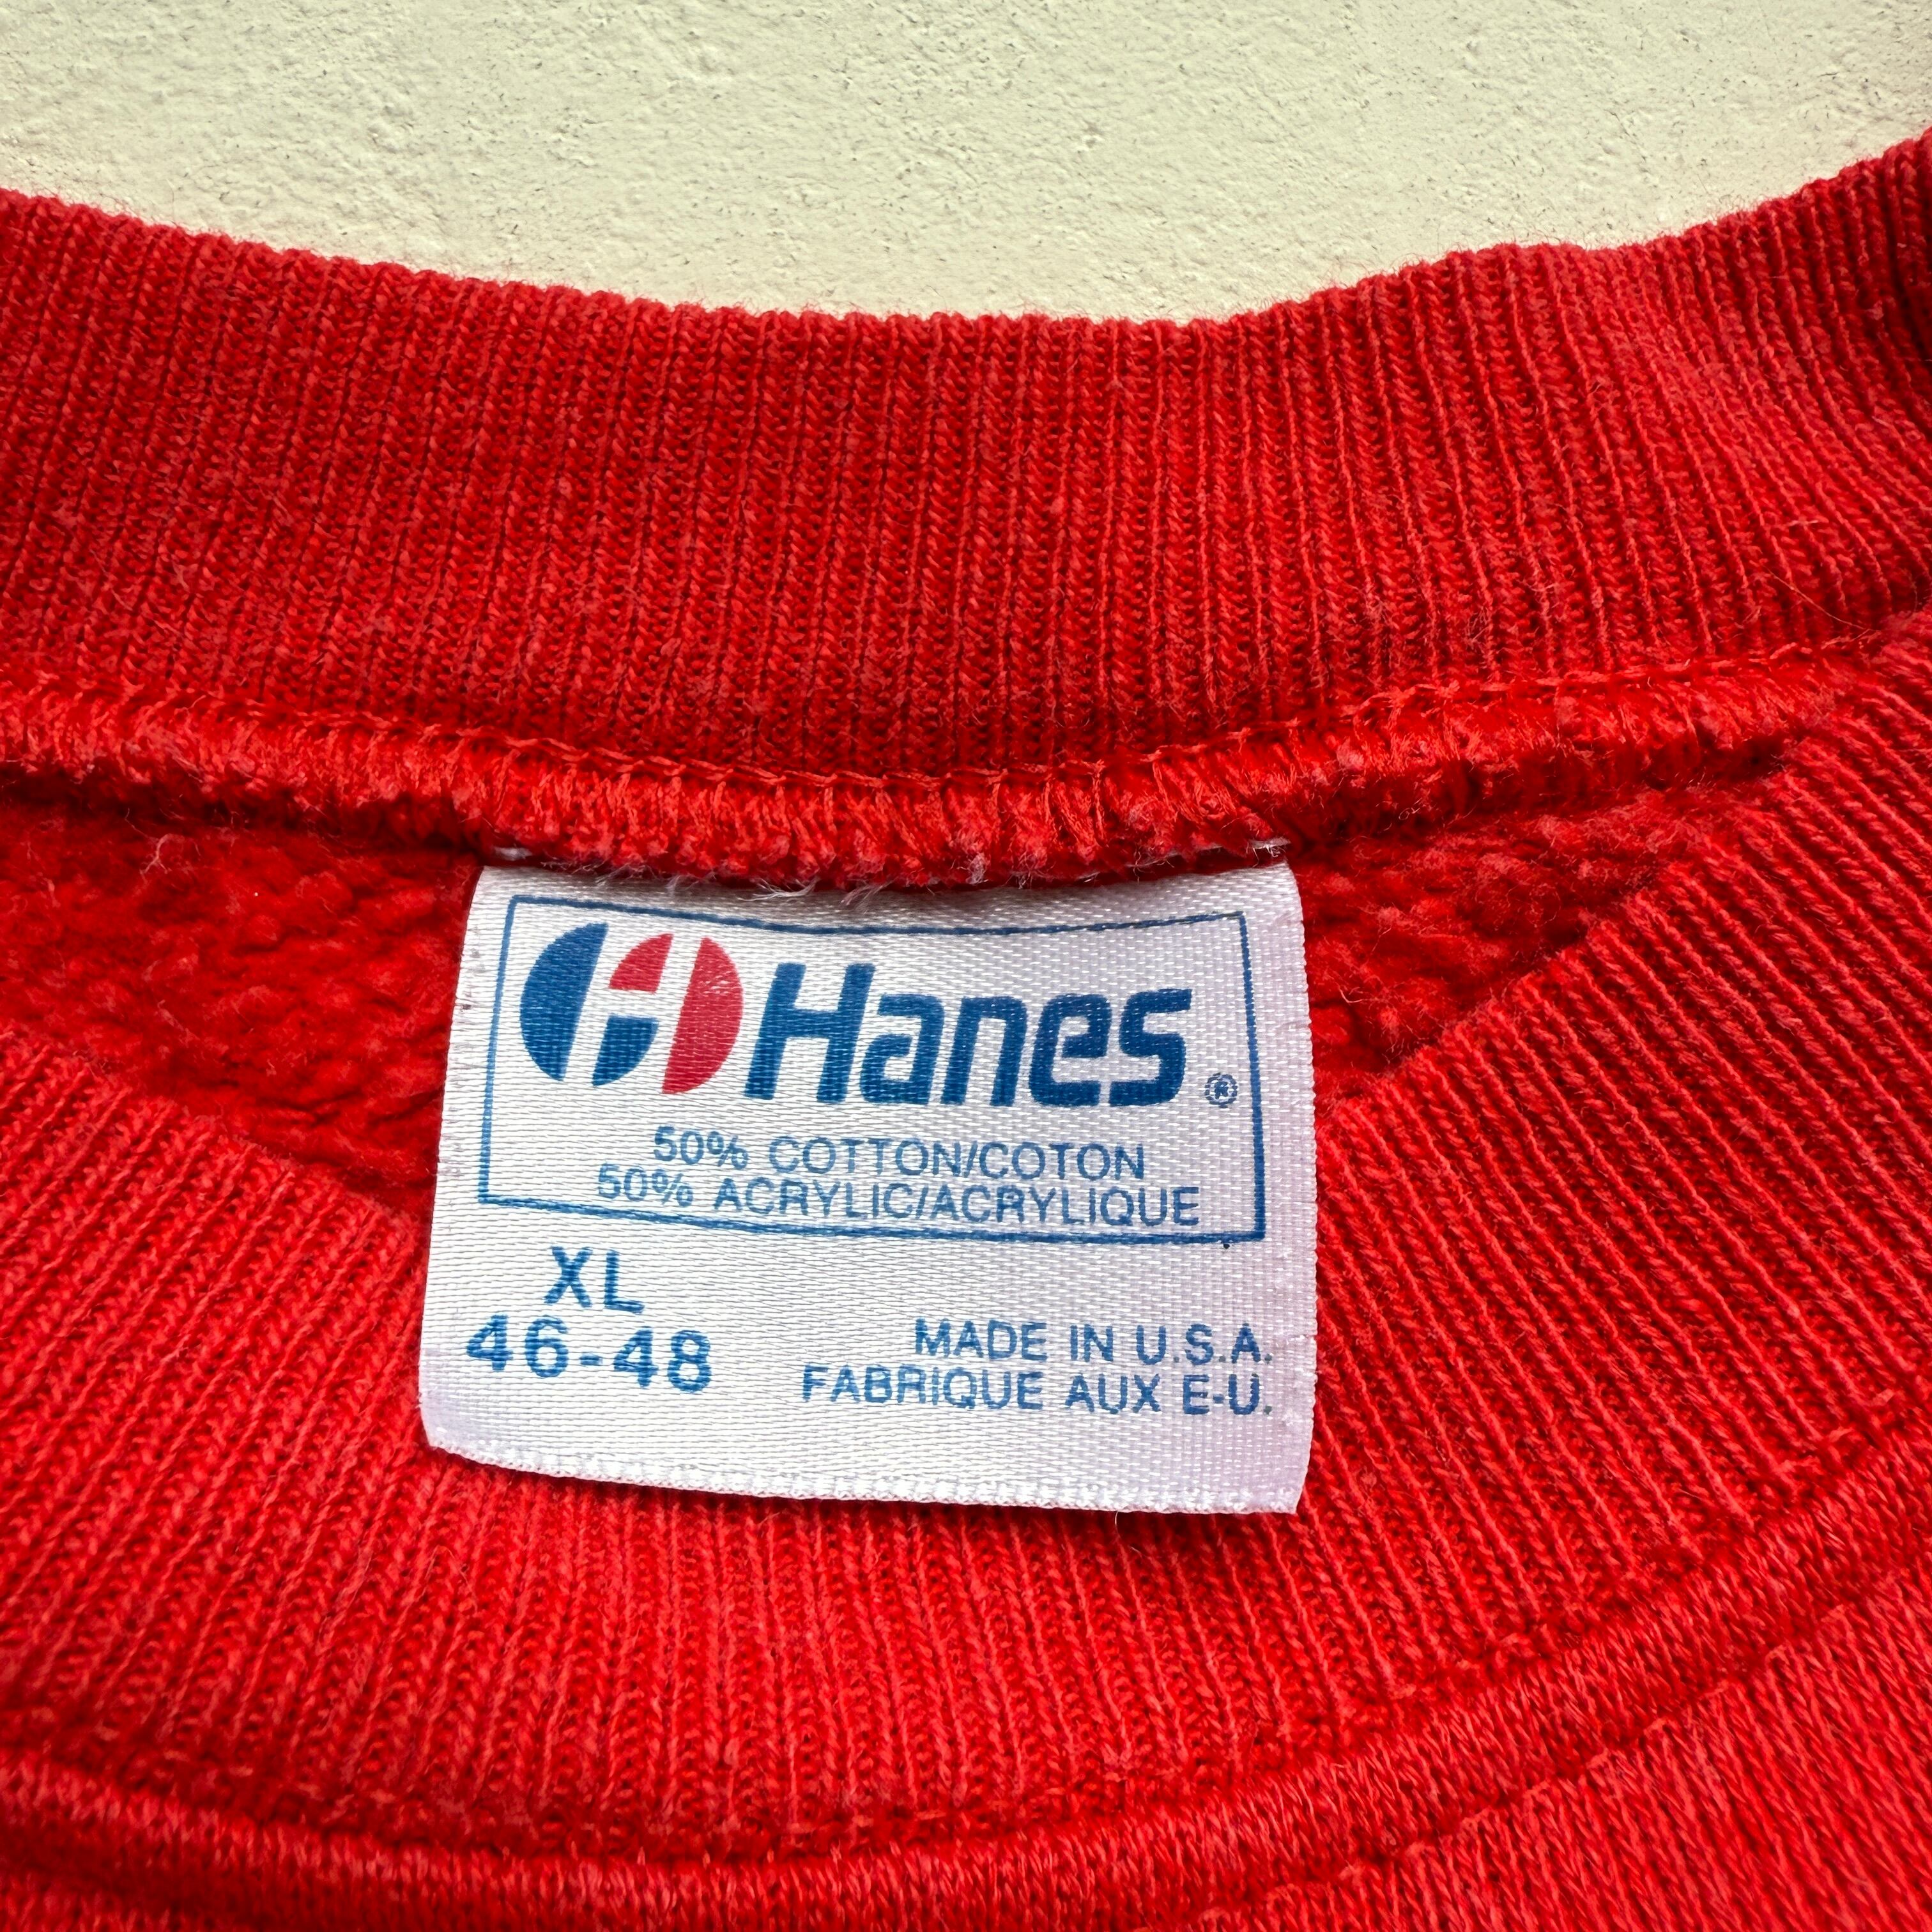 Hanes®
50% COTTON/COTON
50% ACRYLIC/ACRYLIQUE
XL
46-48
MADE IN U.S.A.
FABRIQUE AUX E-U.